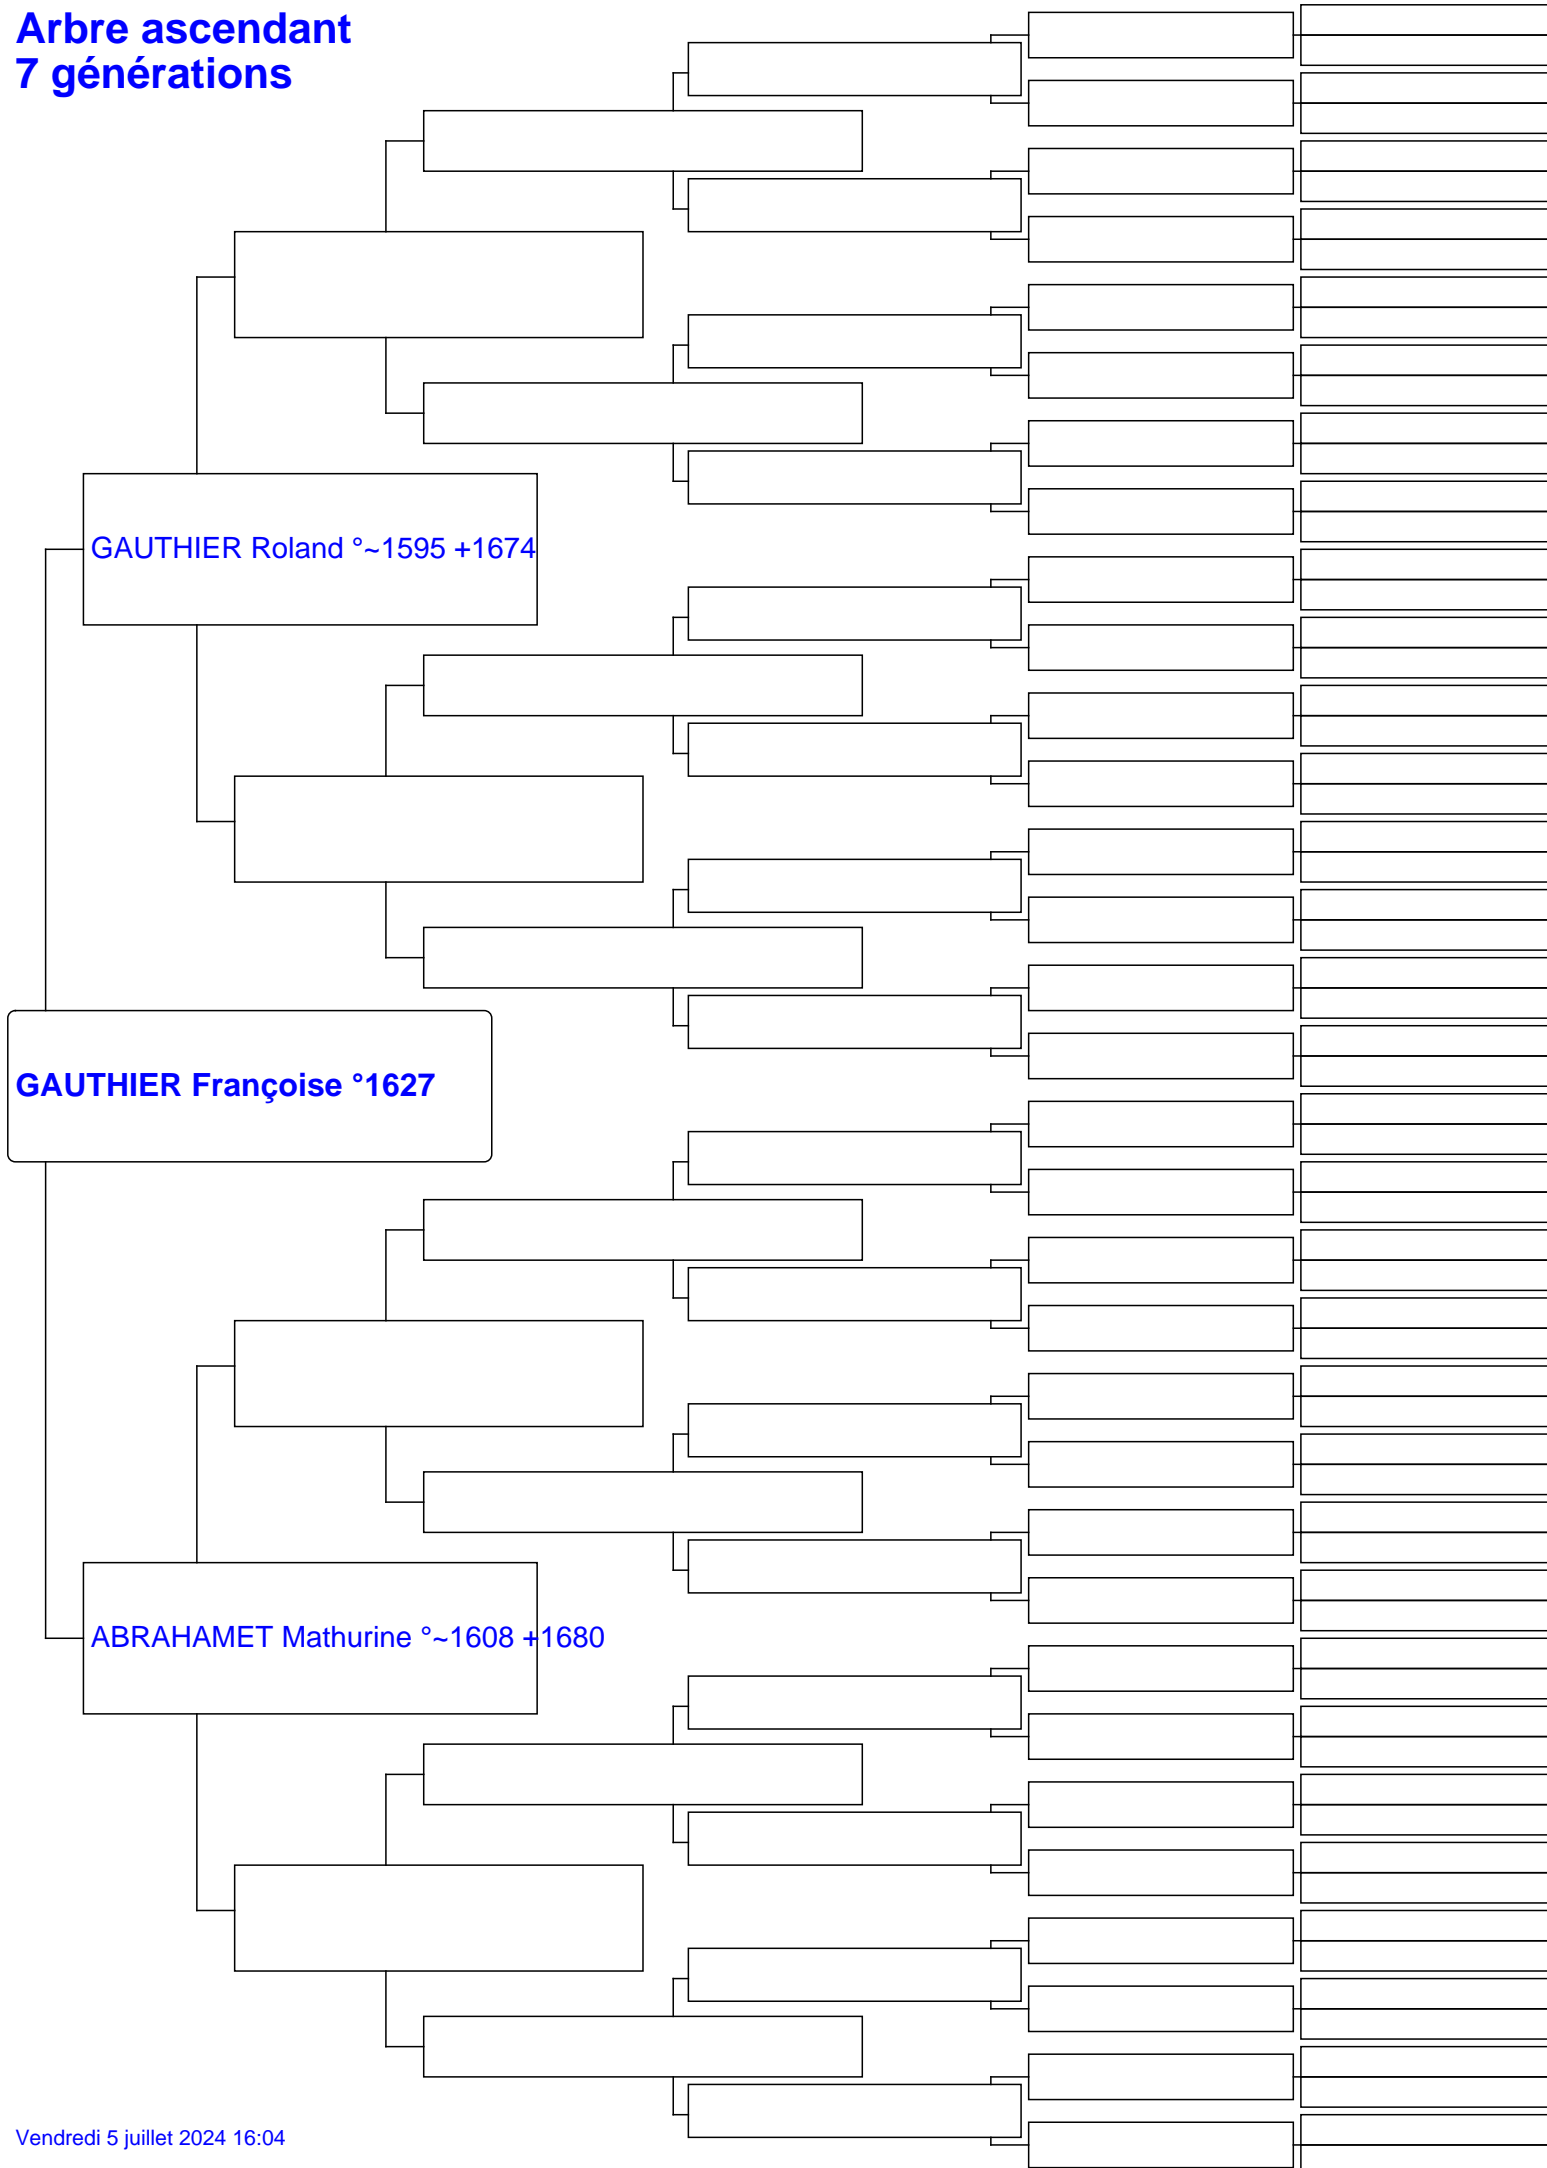 Arbre ascendant
7 générations
GAUTHIER Roland °~1595 +1674
GAUTHIER Françoise °1627
ABRAHAMET Mathurine °~1608 +1680
Vendredi 5 juillet 2024 16:04